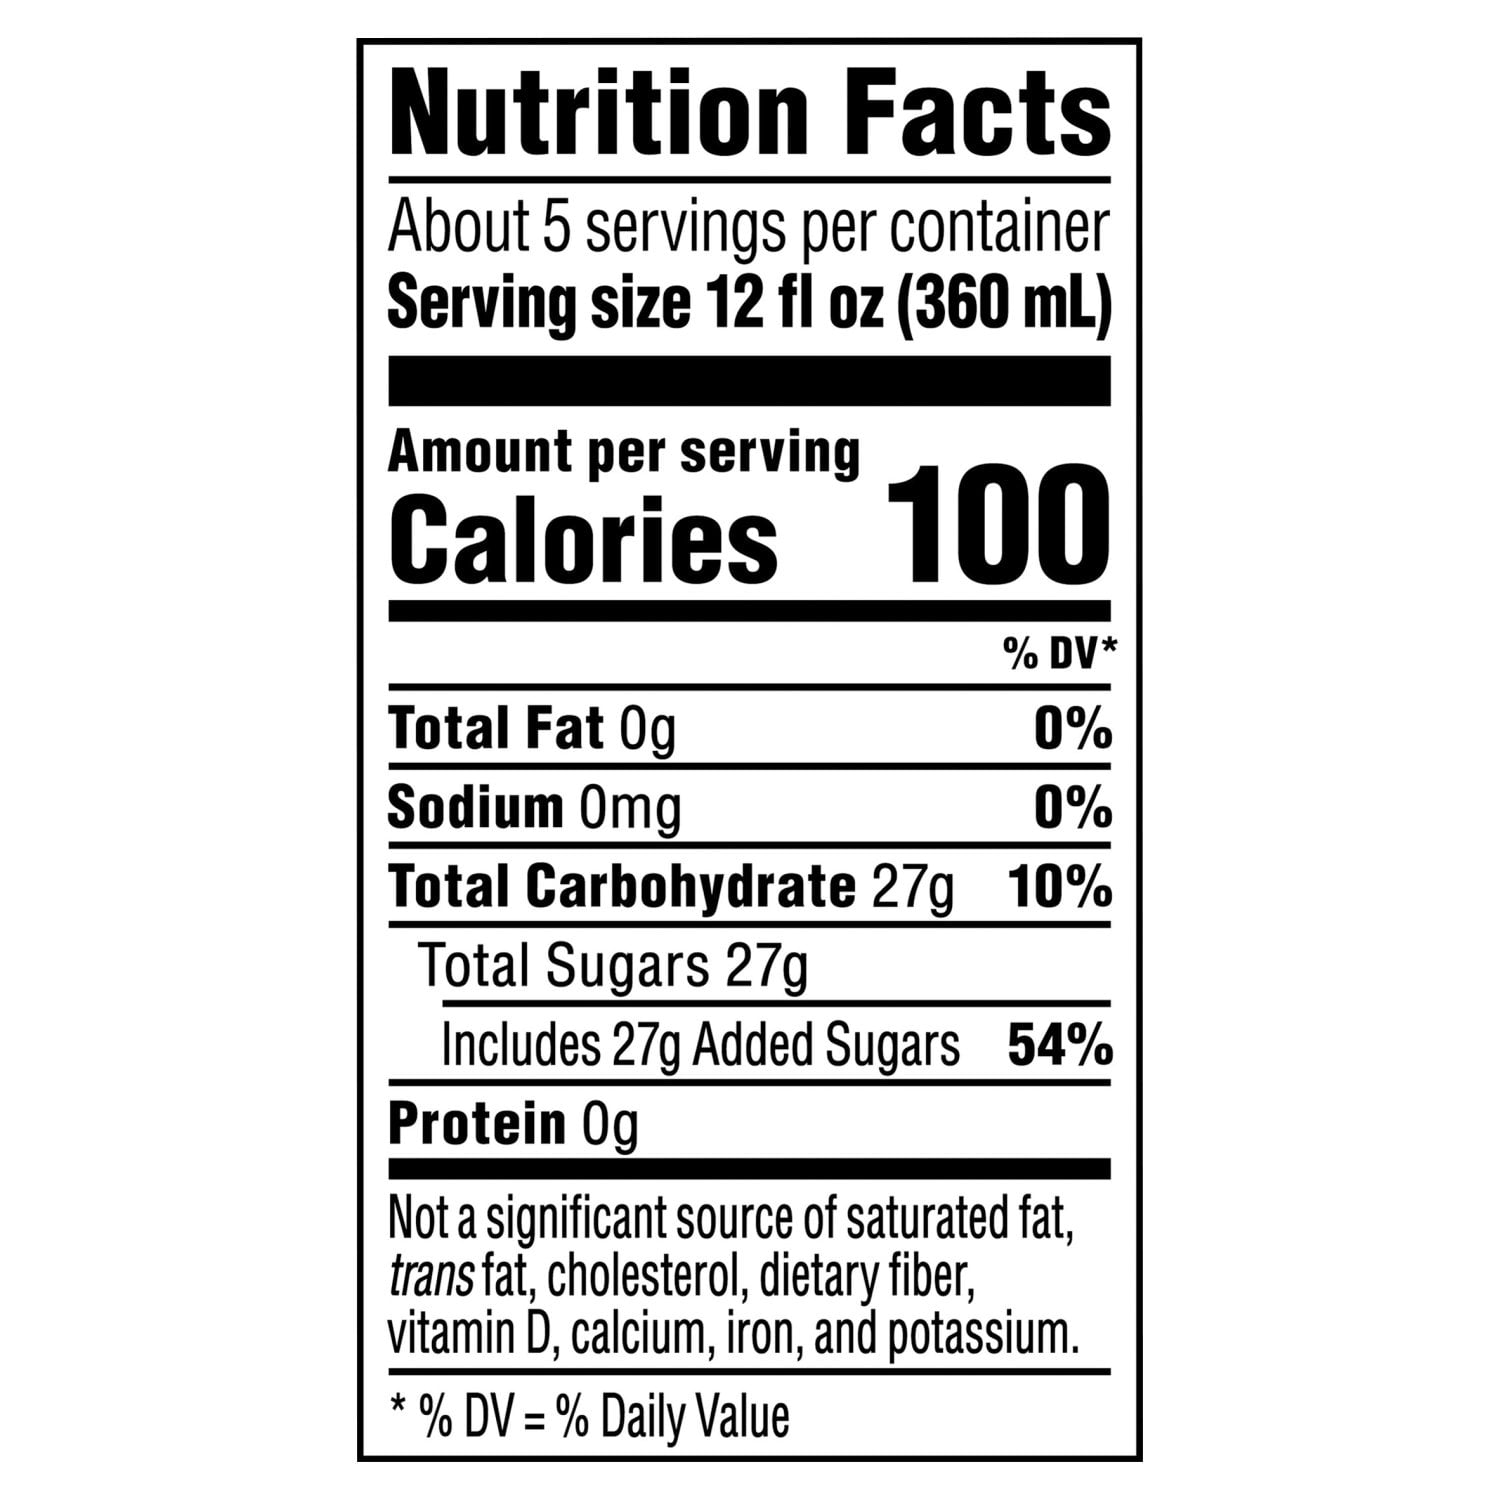 Nutrition Facts
About 5 servings per container
Serving size 12 fl oz (360 mL)
Amount per serving
Calories 100
% DV*
Total Fat 0g 0%
Sodium 0mg 0%
Total Carbohydrate 27g 10%
Total Sugars 27g
Includes 27g Added Sugars 54%
Protein 0g
Not a significant source of saturated fat,
trans fat, cholesterol, dietary fiber,
vitamin D, calcium, iron, and potassium.
* % DV = % Daily Value